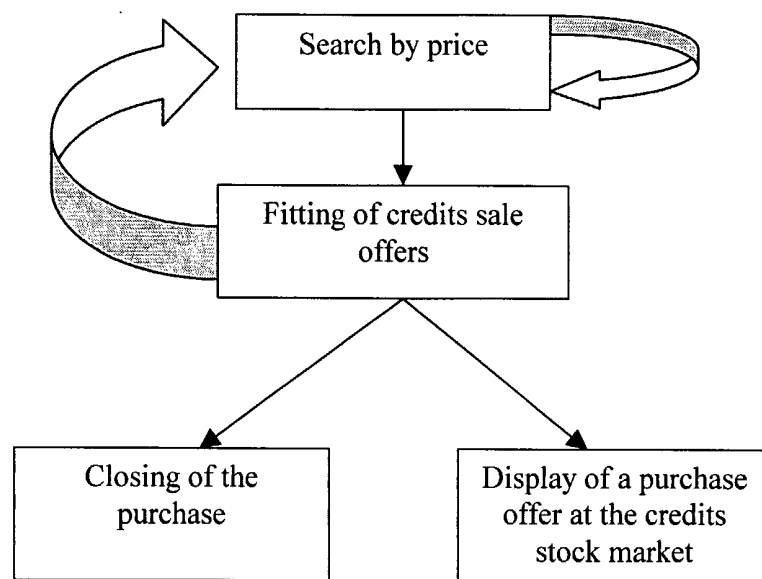 Search by price
Fitting of credits sale
offers
Closing of the
purchase
Display of a purchase
offer at the credits
stock market